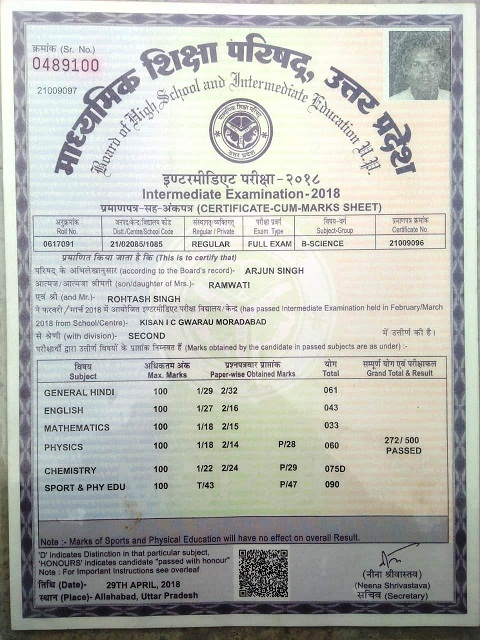 क्रमांक (Sr. No.)
0489100
21009097
माध्यमिक शिक्षा परिषद्, उत्तर प्रदेश
Board of High School and Intermediate Education U.P.
उत्तर प्रदेश
इण्टरमीडिएट परीक्षा-२०१८
Intermediate Examination-2018
प्रमाणपत्र-सह-अंकपत्र (CERTIFICATE-CUM-MARKS SHEET)
अनुक्रमांक जनपद/केन्द्र/विद्यालय कोड संस्थागत/व्यक्तिगत परीक्षा प्रकार विषय-वर्ग प्रमाणपत्र क्रमांक
Roll No. Distt./Centre/School Code Regular / Private Exam. Type Subject-Group Certificate No.
0617091 21/02085/1085 REGULAR FULL EXAM B-SCIENCE 21009096
प्रमाणित किया जाता है कि (This is to certify that)
परिषद् के अभिलेखानुसार (according to the Board's record)- ARJUN SINGH
आत्मज/आत्मजा श्रीमती (son/daughter of Mrs.)- RAMWATI
एवं श्री (and Mr.)- ROHTASH SINGH
ने फरवरी/मार्च 2018 में आयोजित इण्टरमीडिएट परीक्षा विद्यालय/केन्द्र (has passed Intermediate Examination held in February/March
2018 from School/Centre)- KISAN I C GWARAU MORADABAD
से श्रेणी (with division)- SECOND में उत्तीर्ण की है।
परीक्षार्थी द्वारा उत्तीर्ण विषयों के प्राप्तांक निम्नवत हैं (Marks obtained by the candidate in passed subjects are as under) :-
विषय अधिकतम अंक प्रश्नपत्रवार प्राप्तांक योग सम्पूर्ण योग एवं परीक्षाफल
Subject Max. Marks Paper-wise Obtained Marks Total Grand Total & Result
GENERAL HINDI 100 1/29 2/32 061
ENGLISH 100 1/27 2/16 043
MATHEMATICS 100 1/18 2/15 033
PHYSICS 100 1/18 2/14 P/28 060 272/500
PASSED
CHEMISTRY 100 1/22 2/24 P/29 075D
SPORT & PHY EDU 100 T/43 P/47 090
Note :- Marks of Sports and Physical Education will have no effect on overall Result.
'D' Indicates Distinction in that particular subject,
'HONOURS' indicates candidate "passed with honour"
Note :- For Important Instructions see overleaf
तिथि (Date)- 29TH APRIL, 2018
स्थान (Place)- Allahabad, Uttar Pradesh
(नीना श्रीवास्तव)
(Neena Shrivastava)
सचिव (Secretary)